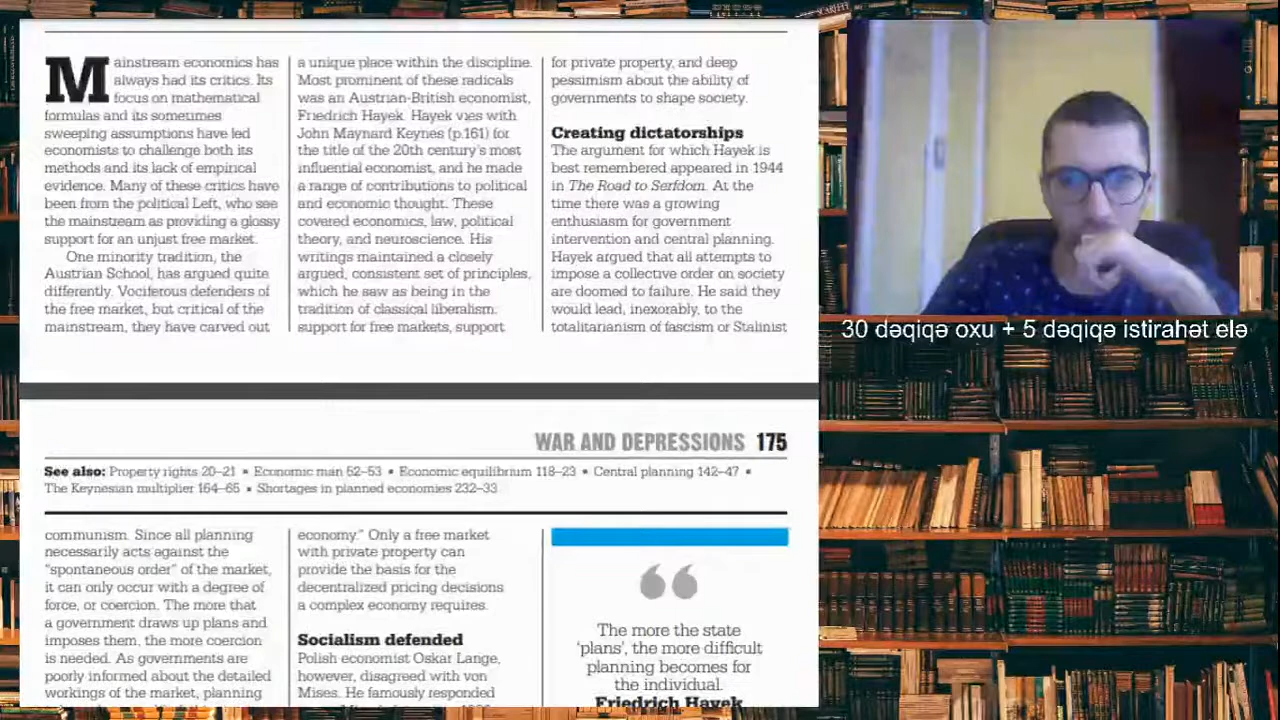 Mainstream economics has
always had its critics. Its
focus on mathematical
formulas and its sometimes
sweeping assumptions have led
economists to challenge both its
methods and its lack of empirical
evidence. Many of these critics have
been from the political Left, who see
the mainstream as providing a glossy
support for an unjust free market.
One minority tradition, the
Austrian School, has argued quite
differently. Vociferous defenders of
the free market, but critical of the
mainstream, they have carved out
a unique place within the discipline.
Most prominent of these radicals
was an Austrian-British economist,
Friedrich Hayek. Hayek vies with
John Maynard Keynes (p.161) for
the title of the 20th century's most
influential economist, and he made
a range of contributions to political
and economic thought. These
covered economics, law, political
theory, and neuroscience. His
writings maintained a closely
argued, consistent set of principles,
which he saw as being in the
tradition of classical liberalism:
support for free markets, support
for private property, and deep
pessimism about the ability of
governments to shape society.
Creating dictatorships
The argument for which Hayek is
best remembered appeared in 1944
in The Road to Serfdom. At the
time there was a growing
enthusiasm for government
intervention and central planning.
Hayek argued that all attempts to
impose a collective order on society
are doomed to failure. He said they
would lead, inexorably, to the
totalitarianism of fascism or Stalinist
30 dəqiqə oxu + 5 dəqiqə istirahət elə
WAR AND DEPRESSIONS 175
See also: Property rights 20–21 ▪ Economic man 52–53 ▪ Economic equilibrium 118–23 ▪ Central planning 142–47 ▪
The Keynesian multiplier 164–65 ▪ Shortages in planned economies 232–33
communism. Since all planning
necessarily acts against the
"spontaneous order" of the market,
it can only occur with a degree of
force, or coercion. The more that
a government draws up plans and
imposes them, the more coercion
is needed. As governments are
poorly informed about the detailed
workings of the market, planning
economy." Only a free market
with private property can
provide the basis for the
decentralized pricing decisions
a complex economy requires.
Socialism defended
Polish economist Oskar Lange,
however, disagreed with von
Mises. He famously responded
The more the state
'plans', the more difficult
planning becomes for
the individual.
Friedrich Hayek